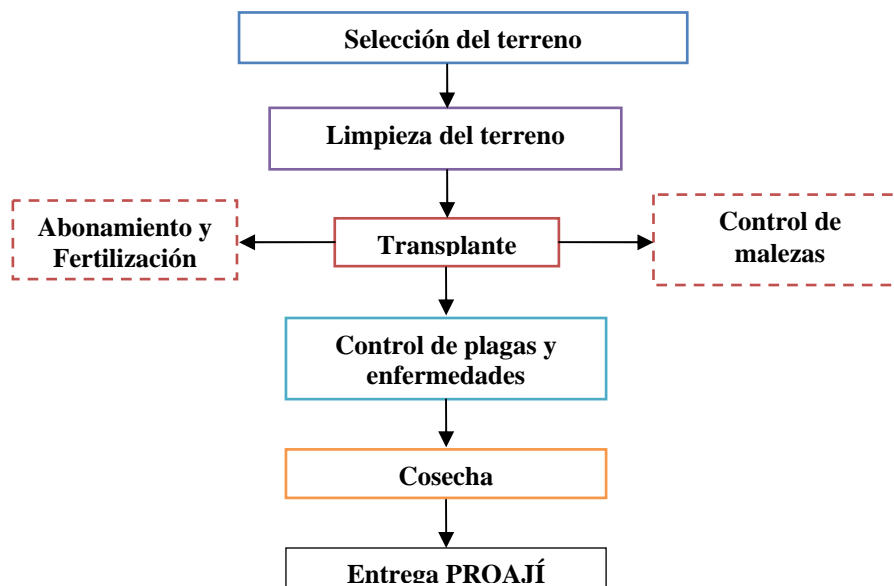 Selección del terreno
Limpieza del terreno
Abonamiento y
Fertilización
Transplante
Control de
malezas
Control de plagas y
enfermedades
Cosecha
Entrega PROAJÍ